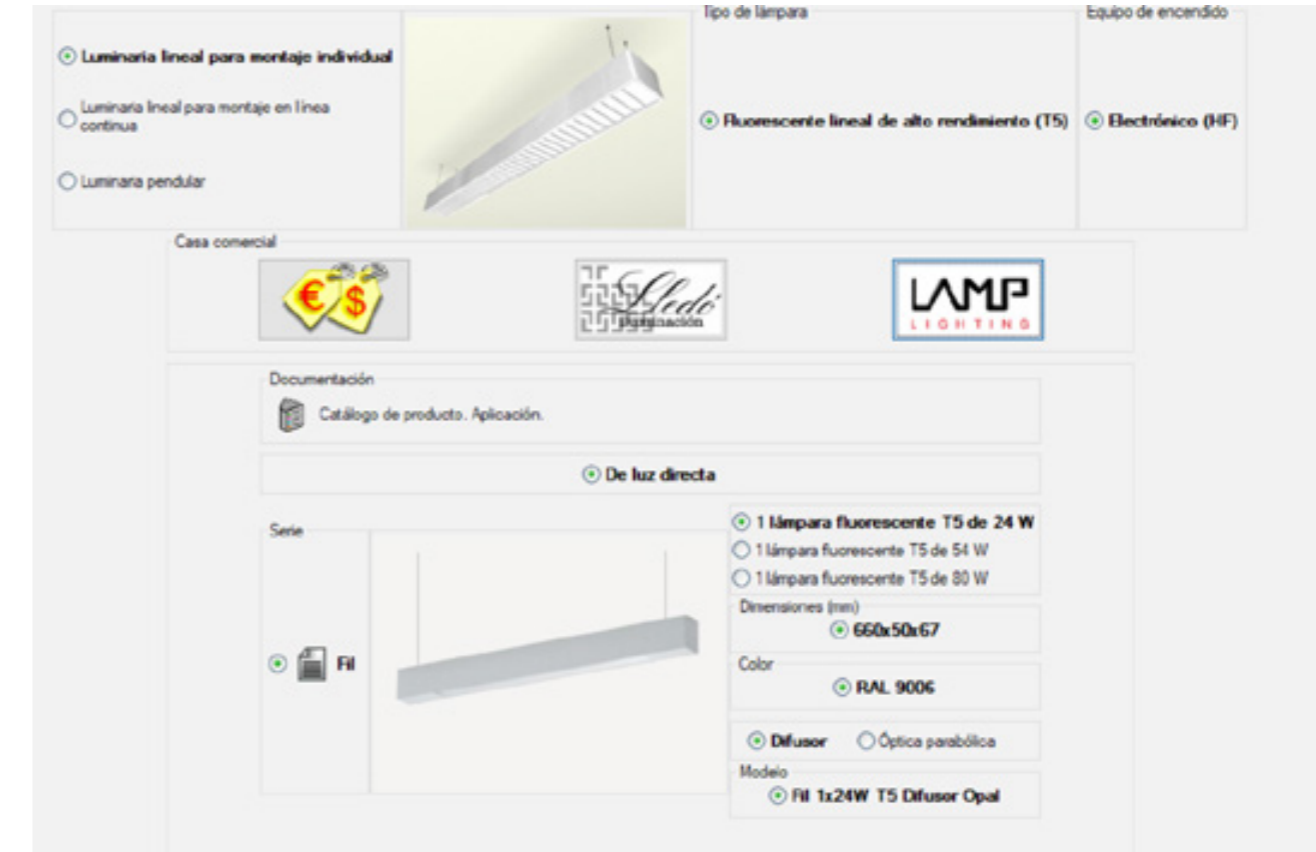 Tipo de lámpara
Equipo de encendido
Luminaria lineal para montaje individual
Luminaria lineal para montaje en línea
continua
Luminaria pendular
Fluorescente lineal de alto rendimiento (T5)
Electrónico (HF)
Casa comercial
€ $
Lledó
iluminación
LAMP
LIGHTING
Documentación
Catálogo de producto. Aplicación.
De luz directa
Serie
Fil
1 lámpara fluorescente T5 de 24 W
1 lámpara fluorescente T5 de 54 W
1 lámpara fluorescente T5 de 80 W
Dimensiones (mm)
660x50x67
Color
RAL 9006
Difusor
Óptica parabólica
Modelo
Fil 1x24W T5 Difusor Opal